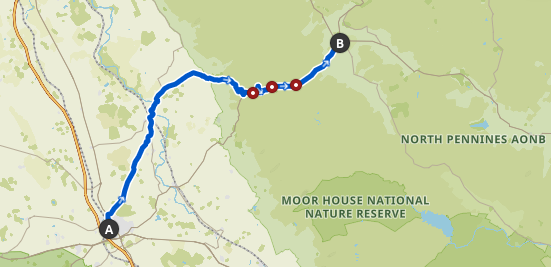 B
NORTH PENNINES AONB
MOOR HOUSE NATIONAL
NATURE RESERVE
A